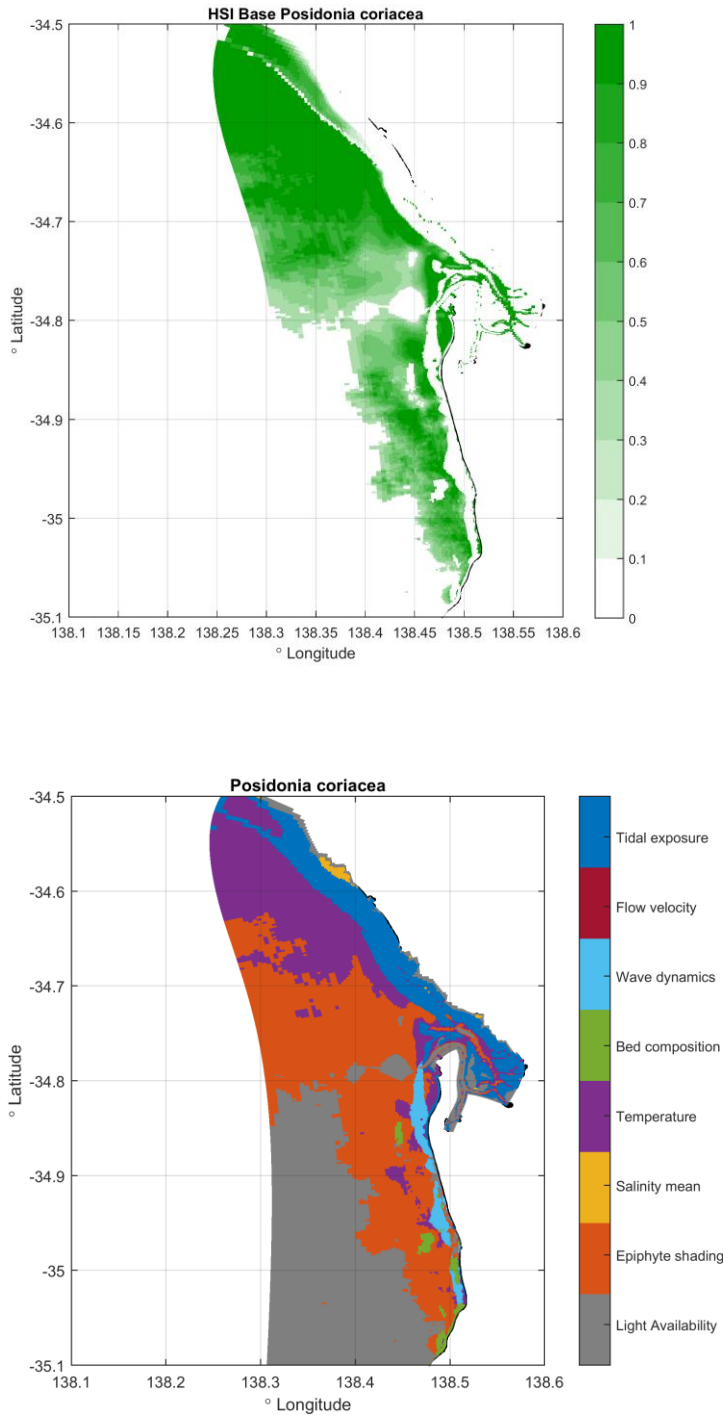 HSI Base Posidonia coriacea
-34.5
-34.6
-34.7
-34.8
-34.9
-35
-35.1
° Latitude
138.1 138.15 138.2 138.25 138.3 138.35 138.4 138.45 138.5 138.55 138.6
° Longitude
1
0.9
0.8
0.7
0.6
0.5
0.4
0.3
0.2
0.1
0
Posidonia coriacea
-34.5
-34.6
-34.7
-34.8
-34.9
-35
-35.1
° Latitude
138.1 138.2 138.3 138.4 138.5 138.6
° Longitude
Tidal exposure
Flow velocity
Wave dynamics
Bed composition
Temperature
Salinity mean
Epiphyte shading
Light Availability